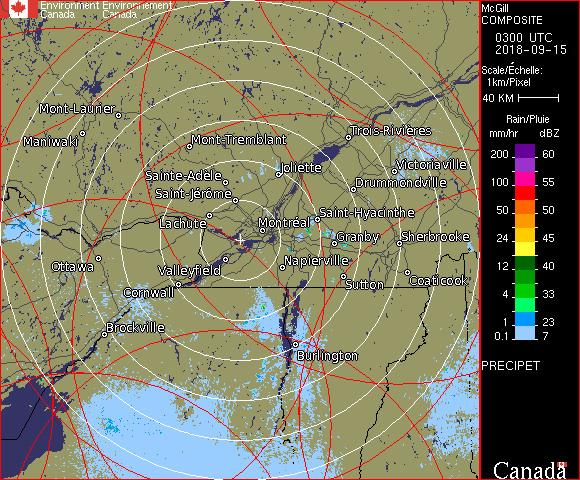 Environment Environnement
Canada Canada
McGill
COMPOSITE
0300 UTC
2018-09-15
Scale/Échelle:
1km/Pixel
40 KM
Rain/Pluie
mm/hr dBZ
200 60
100 55
50 50
24 45
12 40
4 33
1 23
0.1 7
PRECIPET
Canada
Mont-Laurier
Maniwaki
Mont-Tremblant
Trois-Rivières
Victoriaville
Sainte-Adèle
Joliette
Drummondville
Saint-Jérôme
Lachute
Montréal
Saint-Hyacinthe
Granby
Sherbrooke
Ottawa
Valleyfield
Napierville
Cornwall
Sutton
Coaticook
Brockville
Burlington